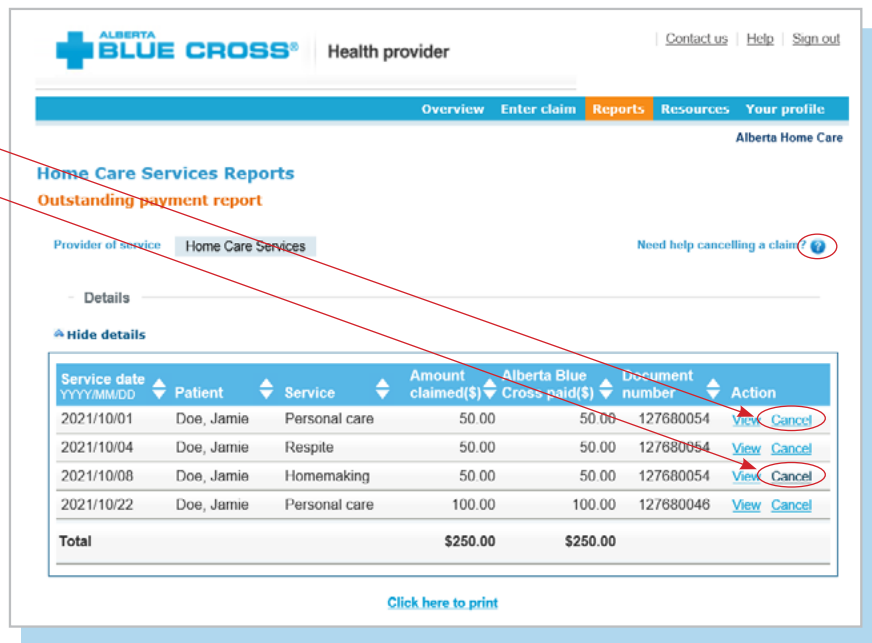 ALBERTA
BLUE CROSS® Health provider
Contact us | Help | Sign out
Overview Enter claim Reports Resources Your profile
Alberta Home Care
Home Care Services Reports
Outstanding payment report
Provider of service Home Care Services Need help cancelling a claim? ?
Details
Hide details
Service date YYYY/MM/DD Patient Service Amount claimed($) Alberta Blue Cross paid($) Document number Action
2021/10/01 Doe, Jamie Personal care 50.00 50.00 127680054 View Cancel
2021/10/04 Doe, Jamie Respite 50.00 50.00 127680054 View Cancel
2021/10/08 Doe, Jamie Homemaking 50.00 50.00 127680054 View Cancel
2021/10/22 Doe, Jamie Personal care 100.00 100.00 127680046 View Cancel
Total $250.00 $250.00
Click here to print